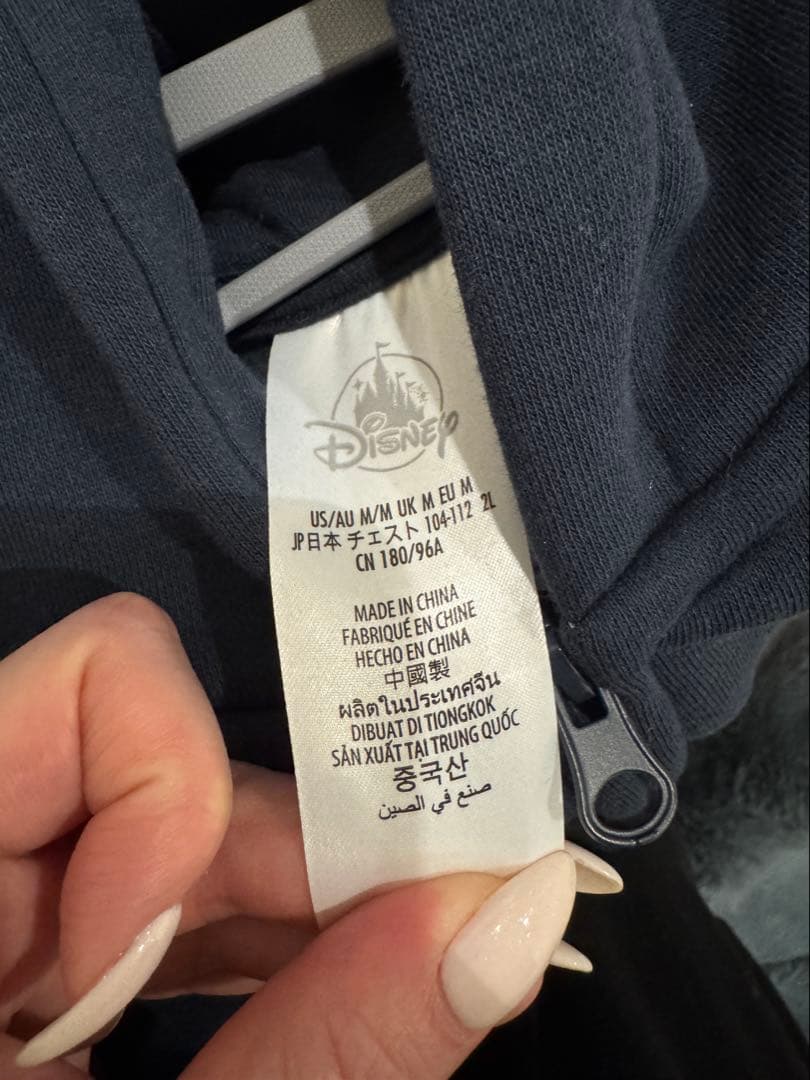 Disney
US/AU M/M UK M EU M
JP日本 チェスト 104-112 2L
CN 180/96A
MADE IN CHINA
FABRIQUÉ EN CHINE
HECHO EN CHINA
中國製
ผลิตในประเทศจีน
DIBUAT DI TIONGKOK
SẢN XUẤT TẠI TRUNG QUỐC
중국산
صنع في الصين